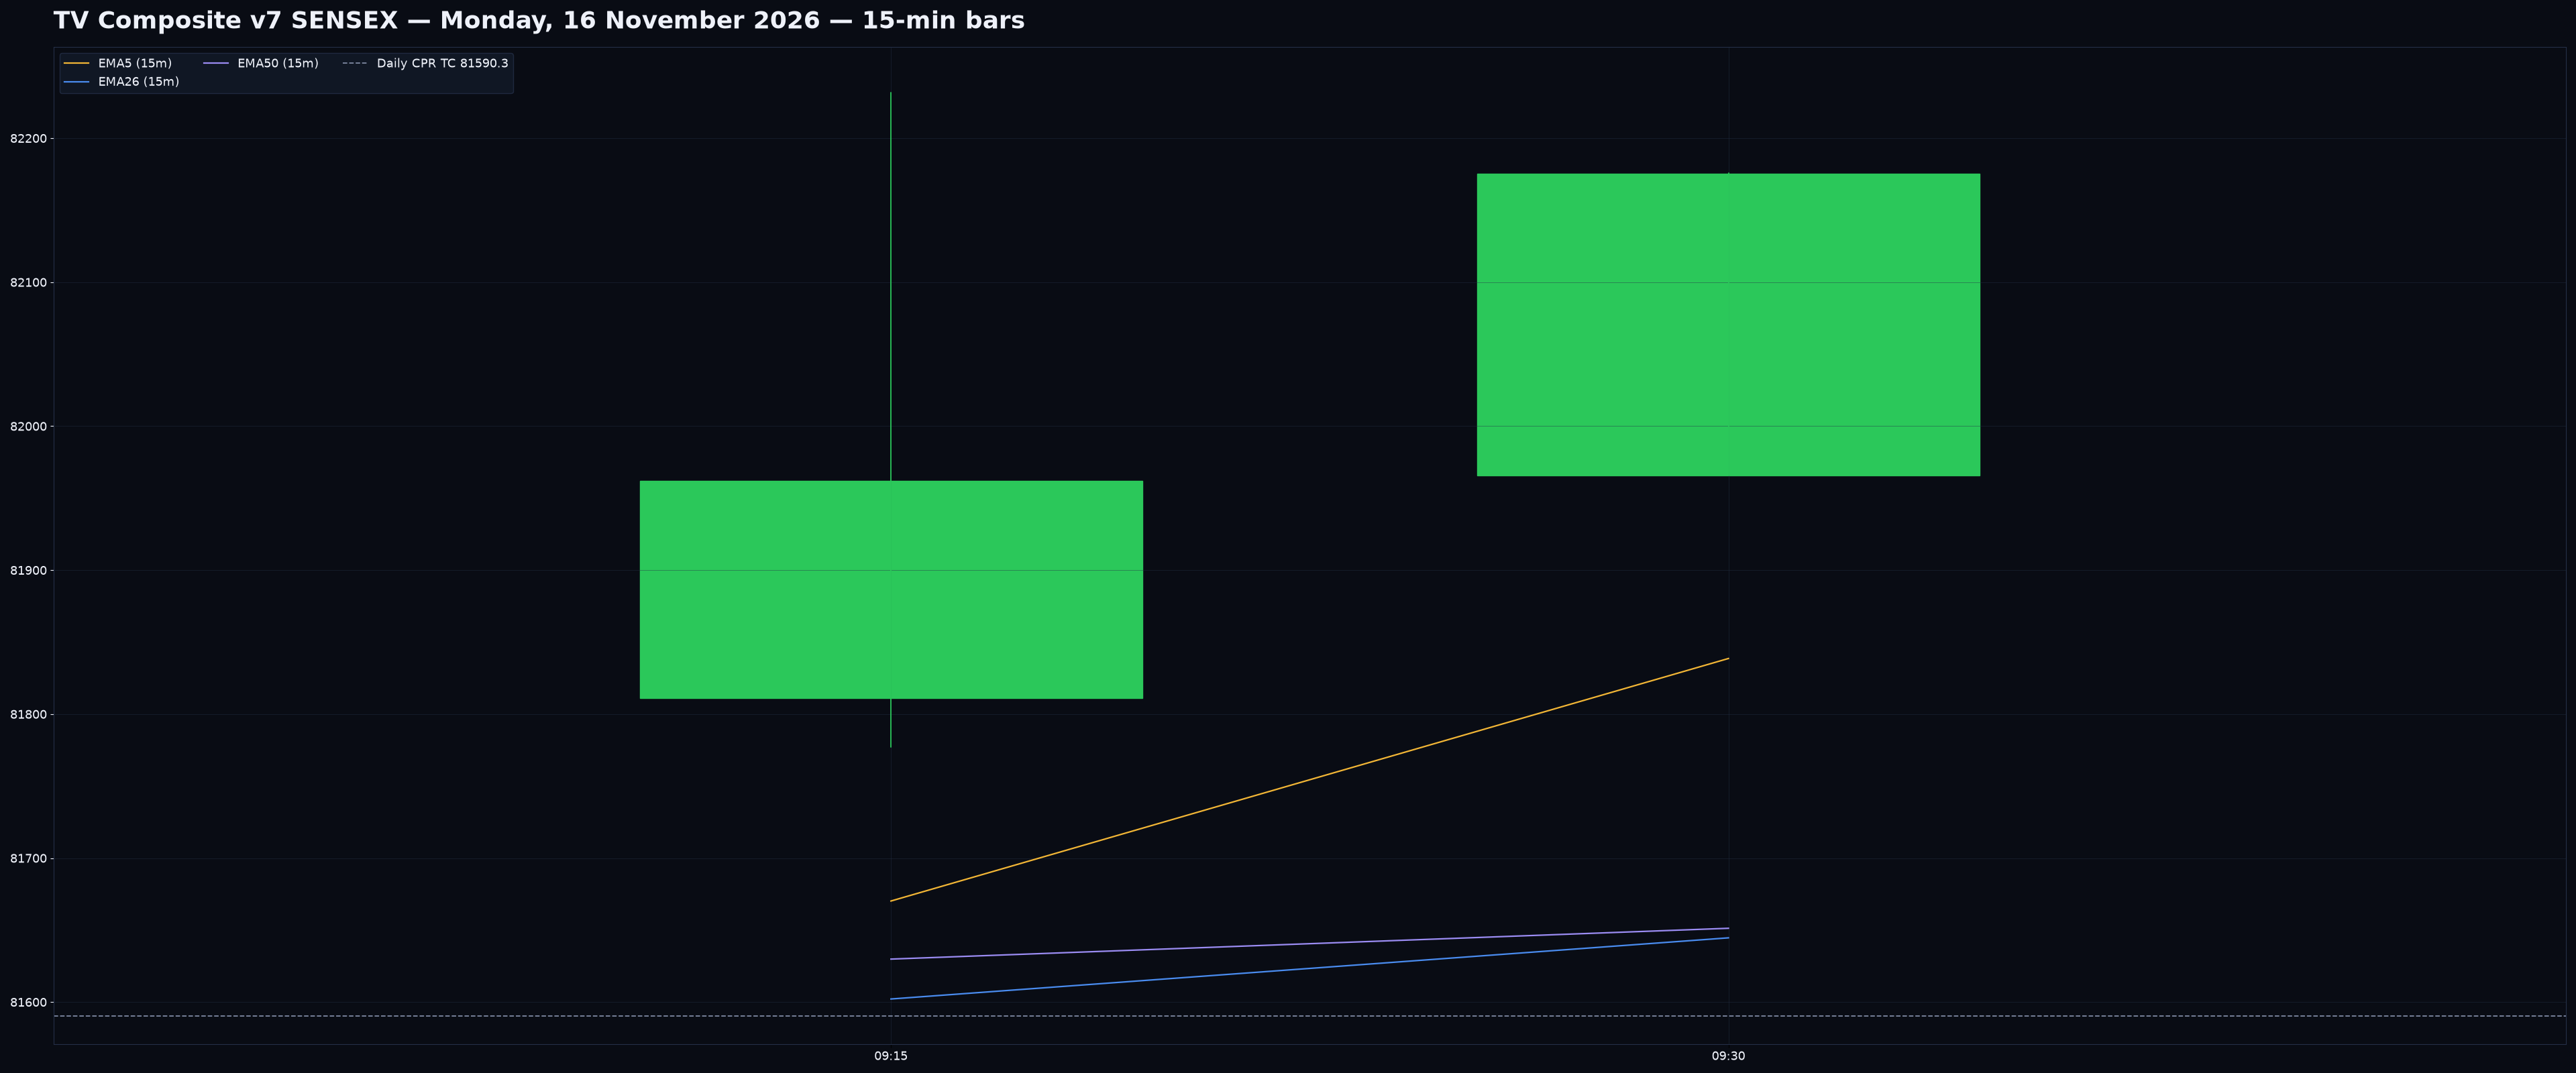 TV Composite v7 SENSEX — Monday, 16 November 2026 — 15-min bars
EMA5 (15m) EMA50 (15m) Daily CPR TC 81590.3
EMA26 (15m)
82200
82100
82000
81900
81800
81700
81600
09:15 09:30